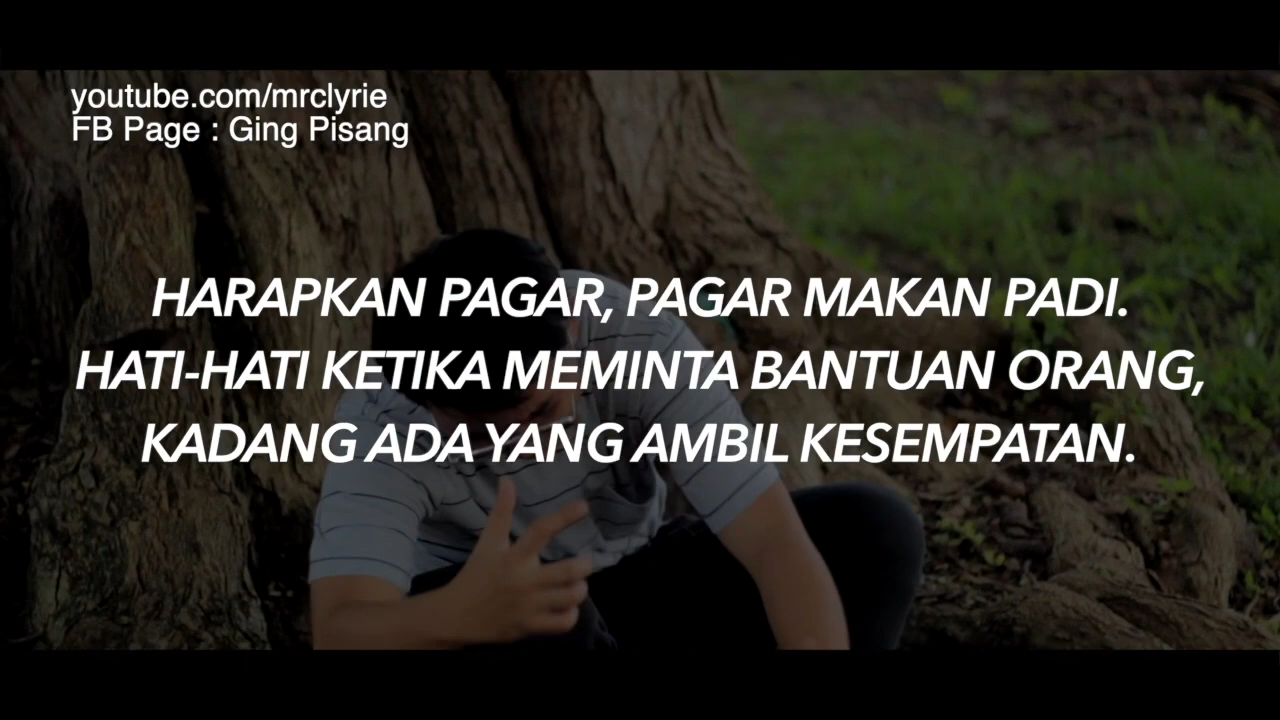 youtube.com/mrclyrie
FB Page : Ging Pisang
HARAPKAN PAGAR, PAGAR MAKAN PADI.
HATI-HATI KETIKA MEMINTA BANTUAN ORANG,
KADANG ADA YANG AMBIL KESEMPATAN.